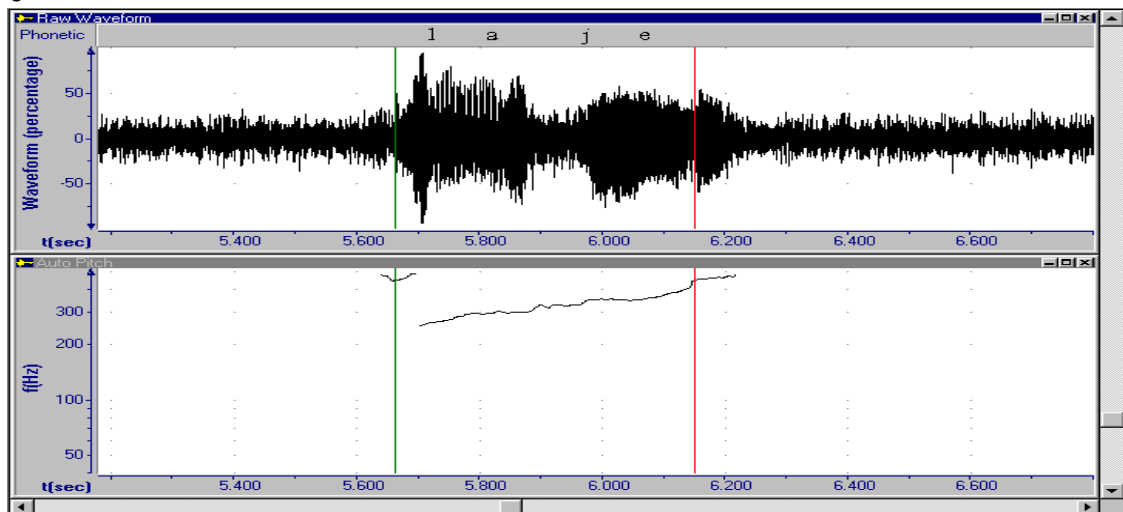 Raw Waveform
Phonetic l a j e
Waveform (percentage)
50
0
-50
t(sec) 5.400 5.600 5.800 6.000 6.200 6.400 6.600
Auto Pitch
f(Hz)
300
200
100
50
t(sec) 5.400 5.600 5.800 6.000 6.200 6.400 6.600